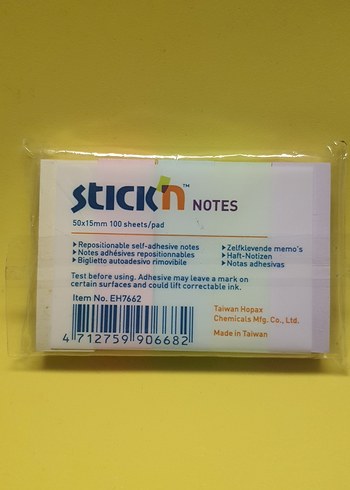 STICK'n™ NOTES
50x15mm 100 sheets/pad
▶ Repositionable self-adhesive notes
▶ Notes adhésives repositionnables
▶ Biglietto autoadesivo rimovibile
▶ Zelfklevende memo's
▶ Haft-Notizen
▶ Notas adhesivas
Test before using. Adhesive may leave a mark on
certain surfaces and could lift correctable ink.
Item No. EH7662
4 712759 906682
Taiwan Hopax
Chemicals Mfg. Co., Ltd.
Made in Taiwan